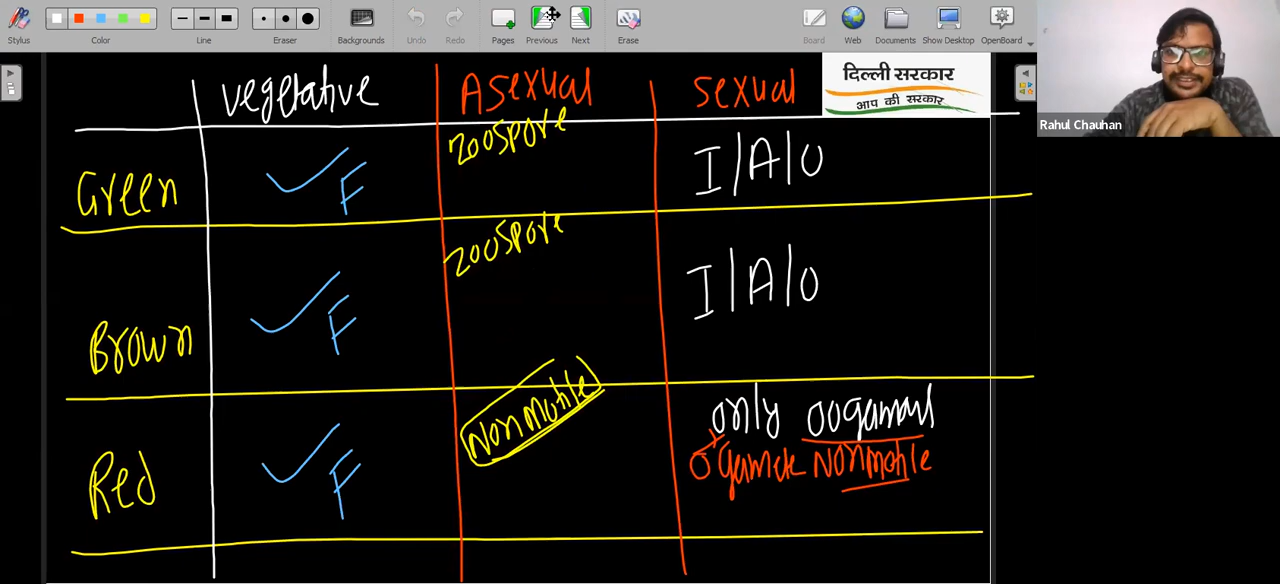 Stylus
Color
Line
Eraser
Backgrounds
Undo
Redo
Pages
Previous
Next
Erase
Board
Web
Documents
Show Desktop
OpenBoard
Rahul Chauhan
दिल्ली सरकार
आप की सरकार
vegetative
Asexual
sexual
Green
F
zoospore
I/A/O
Brown
F
zoospore
I/A/O
Red
F
Nonmotile
only oogamous
♂ gamete Nonmotile